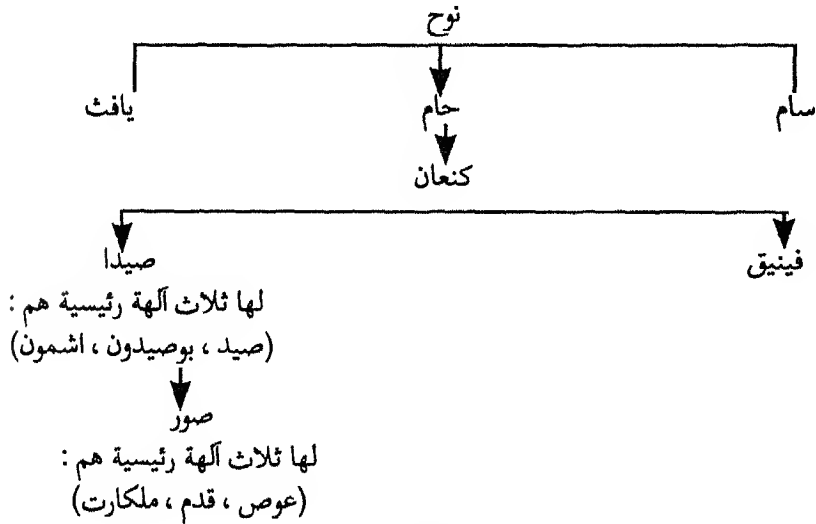 نوح
سام
حام
يافث
كنعان
فينيق
صيدا
لها ثلاث آلهة رئيسية هم :
(صيد ، بوصيدون ، اشمون)
صور
لها ثلاث آلهة رئيسية هم :
(عوص ، قدم ، ملكارت)